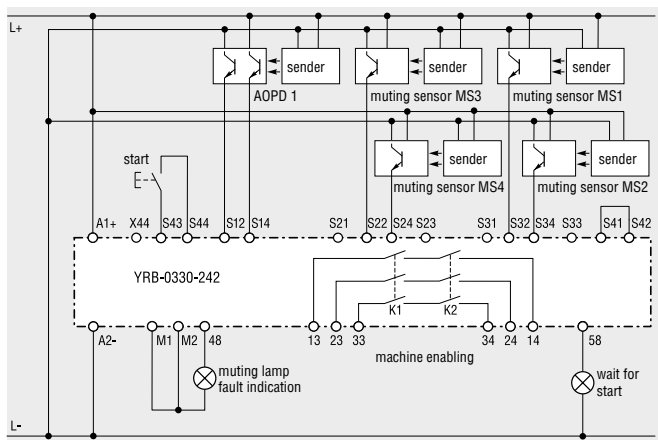 L+
sender
sender
sender
AOPD 1
muting sensor MS3
muting sensor MS1
sender
sender
start
muting sensor MS4
muting sensor MS2
A1+ X44 S43 S44 S12 S14 S21 S22 S24 S23 S31 S32 S34 S33 S41 S42
YRB-0330-242
K1 K2
A2- M1 M2 48 13 23 33 34 24 14 58
machine enabling
muting lamp
fault indication
wait for
start
L-